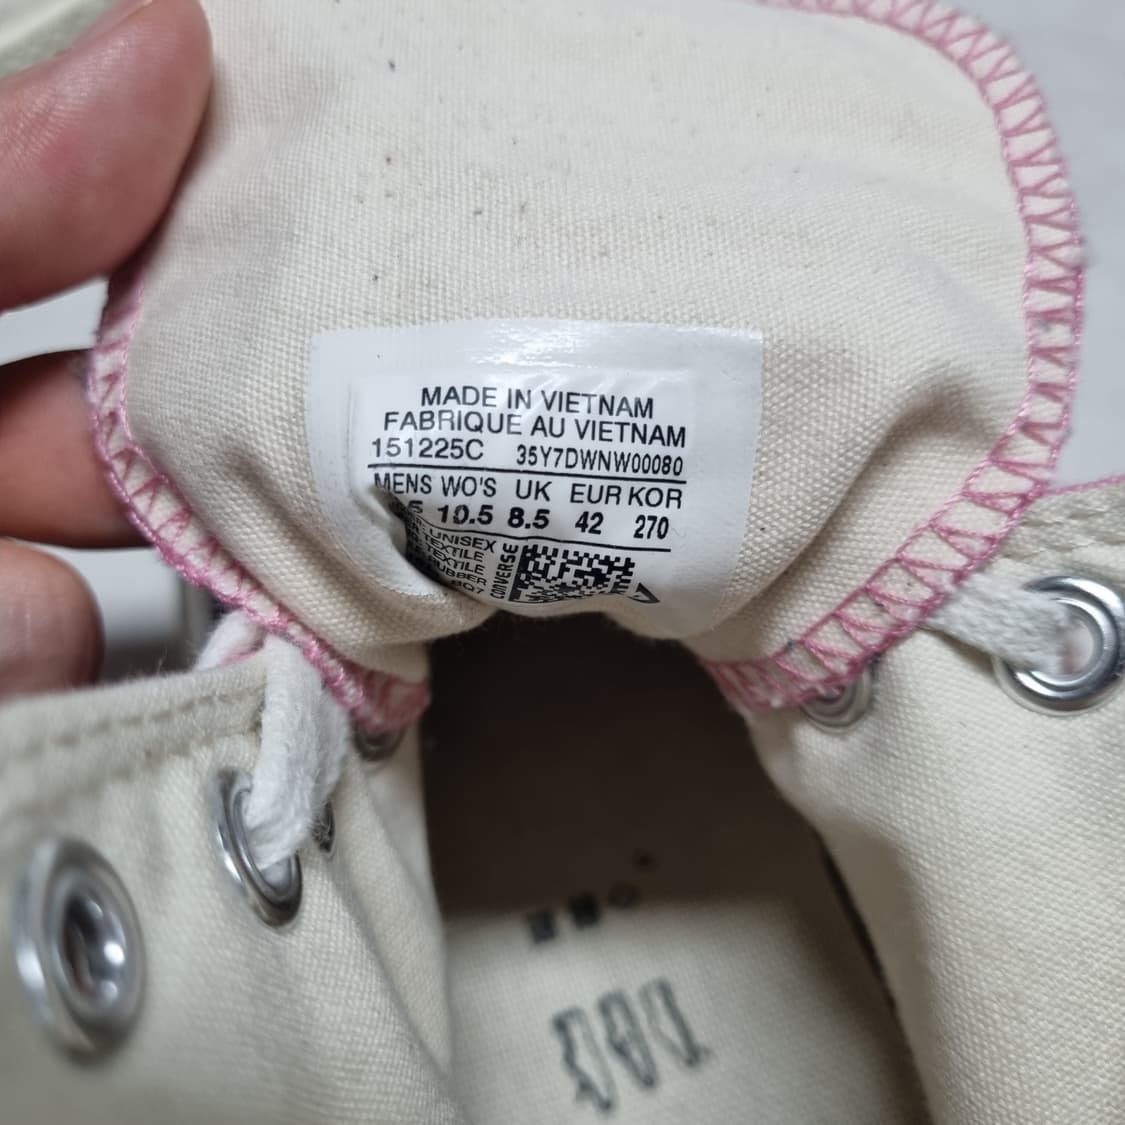 MADE IN VIETNAM
FABRIQUE AU VIETNAM
151225C 35Y7DWNW00080
MENS WO'S UK EUR KOR
10.5 8.5 42 270
UNISEX
TEXTILE
TEXTILE
RUBBER
CONVERSE